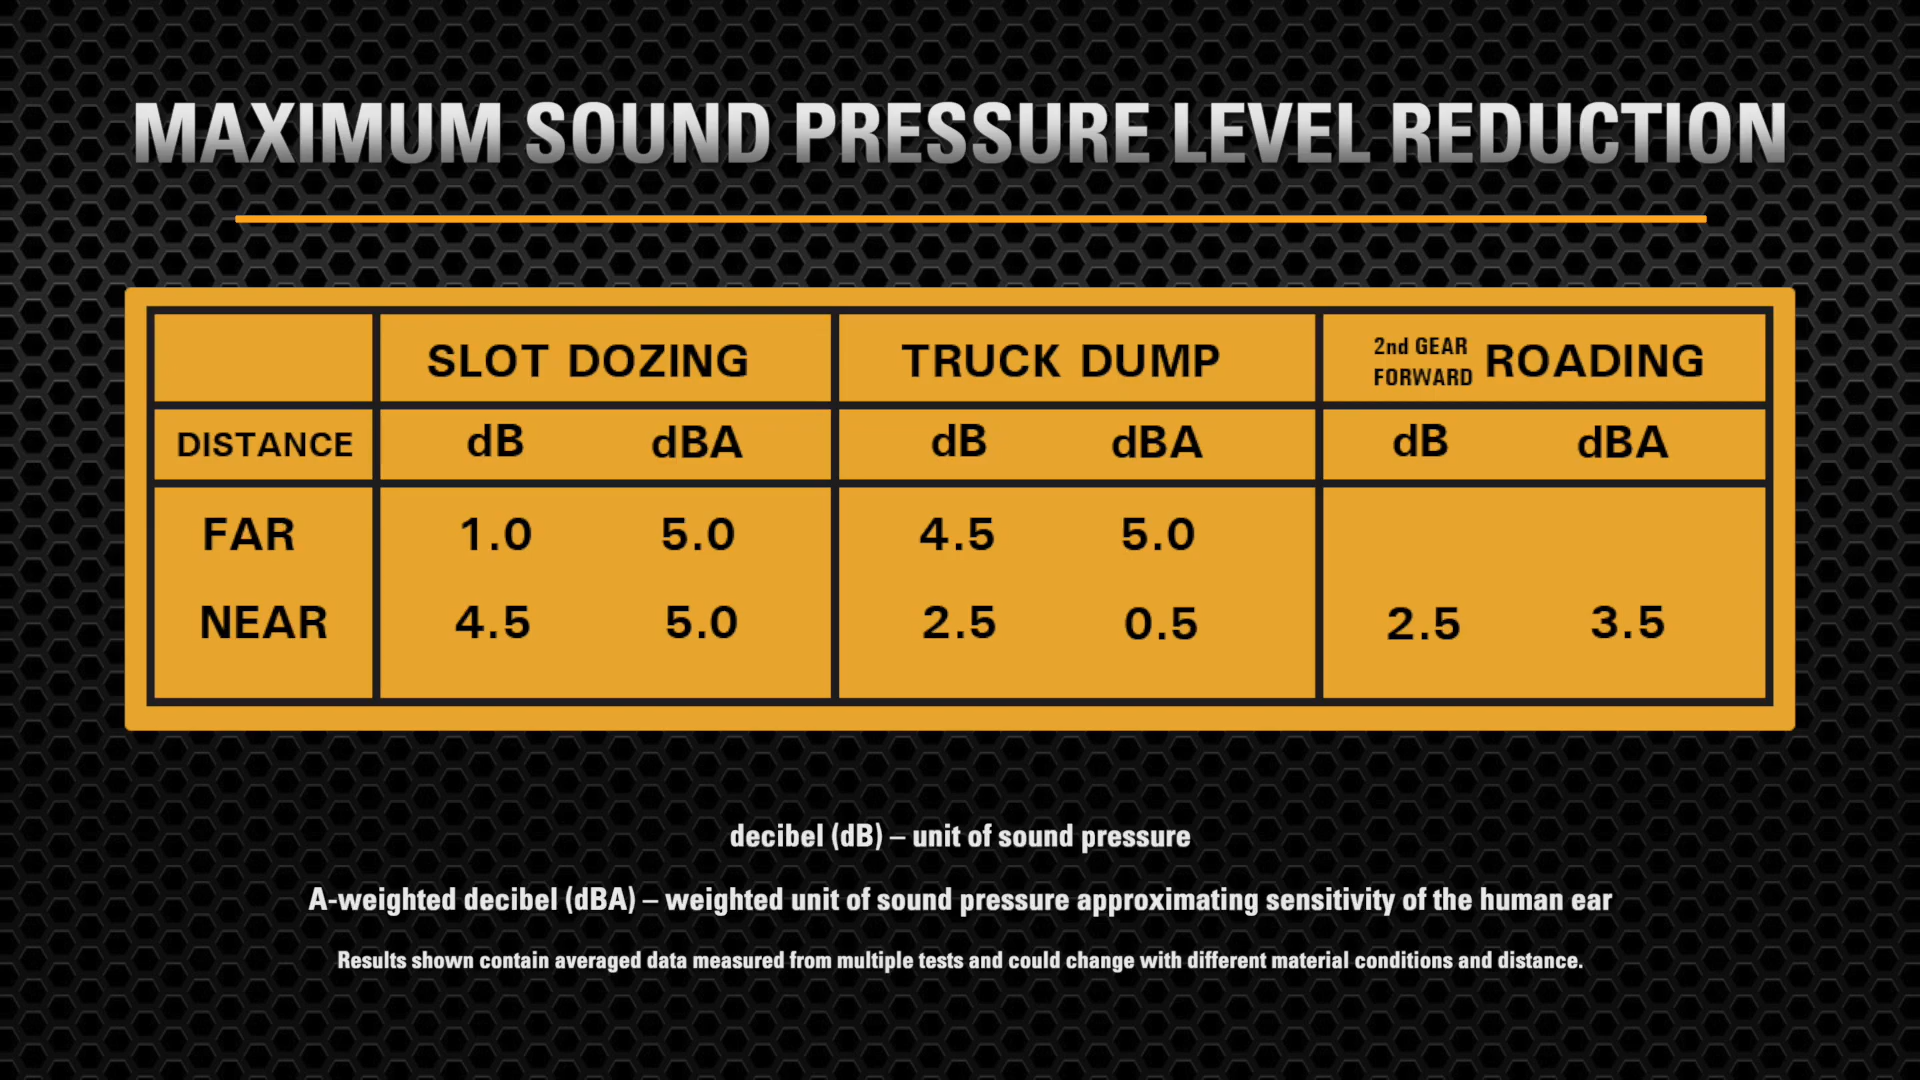 MAXIMUM SOUND PRESSURE LEVEL REDUCTION
SLOT DOZING TRUCK DUMP 2nd GEAR FORWARD ROADING
DISTANCE dB dBA dB dBA dB dBA
FAR 1.0 5.0 4.5 5.0
NEAR 4.5 5.0 2.5 0.5 2.5 3.5
decibel (dB) – unit of sound pressure
A-weighted decibel (dBA) – weighted unit of sound pressure approximating sensitivity of the human ear
Results shown contain averaged data measured from multiple tests and could change with different material conditions and distance.